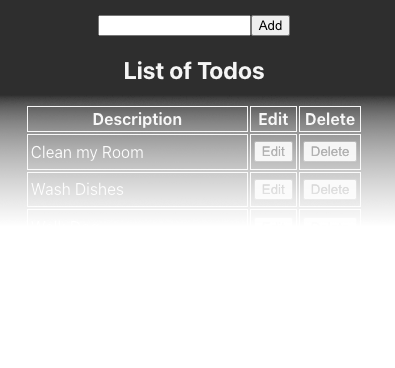 Add
List of Todos
Description Edit Delete
Clean my Room Edit Delete
Wash Dishes Edit Delete